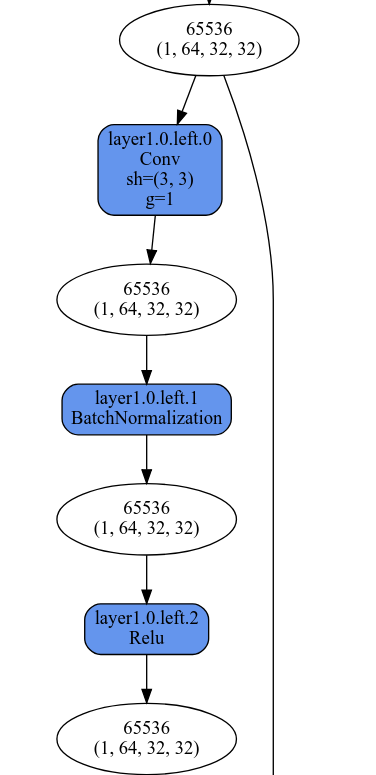 65536
(1, 64, 32, 32)
layer1.0.left.0
Conv
sh=(3, 3)
g=1
65536
(1, 64, 32, 32)
layer1.0.left.1
BatchNormalization
65536
(1, 64, 32, 32)
layer1.0.left.2
Relu
65536
(1, 64, 32, 32)